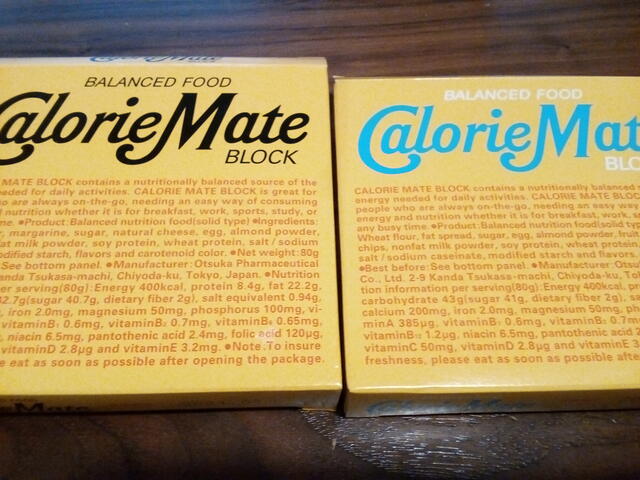 BALANCED FOOD
CalorieMate
BLOCK
MATE BLOCK contains a nutritionally balanced source of the
needed for daily activities. CALORIE MATE BLOCK is great for
who are always on-the-go, needing an easy way of consuming
nutrition whether it is for breakfast, work, sports, study, or
●Product:Balanced nutrition food(solid type) ●Ingredients:
margarine, sugar, natural cheese, egg, almond powder,
fat milk powder, soy protein, wheat protein, salt / sodium
modified starch, flavors and carotenoid color. ●Net weight:80g
See bottom panel ●Manufacturer:Otsuka Pharmaceutical
Kanda Tsukasa-machi, Chiyoda-ku, Tokyo, Japan. ●Nutrition
per serving(80g):Energy 400kcal, protein 8.4g, fat 22.2g,
42.7g(sugar 40.7g, dietary fiber 2g), salt equivalent 0.94g,
iron 2.0mg, magnesium 50mg, phosphorus 100mg, vi-
vitaminB₁ 0.6mg, vitaminB₂ 0.7mg, vitaminB₆ 0.65mg,
niacin 6.5mg, pantothenic acid 2.4mg, folic acid 120μg,
vitaminD 2.8μg and vitaminE 3.2mg. ●Note:To insure
eat as soon as possible after opening the package.
BALANCED FOOD
CalorieMat
BLO
CALORIE MATE BLOCK contains a nutritionally balanced
energy needed for daily activities. CALORIE MATE BLOCK
people who are always on-the-go, needing an easy way
energy and nutrition whether it is for breakfast, work,
any busy time. ●Product:Balanced nutrition food(solid type)
Wheat flour, fat spread, sugar, egg, almond powder, fruit
chips, nonfat milk powder, soy protein, wheat protein,
salt / sodium caseinate, modified starch and flavors.
●Best before:See bottom panel. ●Manufacturer:Otsu
Co., Ltd. 2-9 Kanda Tsukasa-machi, Chiyoda-ku, To
tion information per serving(80g):Energy 400kcal, p
carbohydrate 43g(sugar 41g, dietary fiber 2g), s
calcium 200mg, iron 2.0mg, magnesium 50mg, p
minA 385μg, vitaminB₁ 0.6mg, vitaminB₂ 0.7m
vitaminB₁₂ 1.2μg, niacin 6.5mg, pantothenic acid
vitaminC 50mg, vitaminD 2.8μg and vitaminE 3
freshness, please eat as soon as possible after